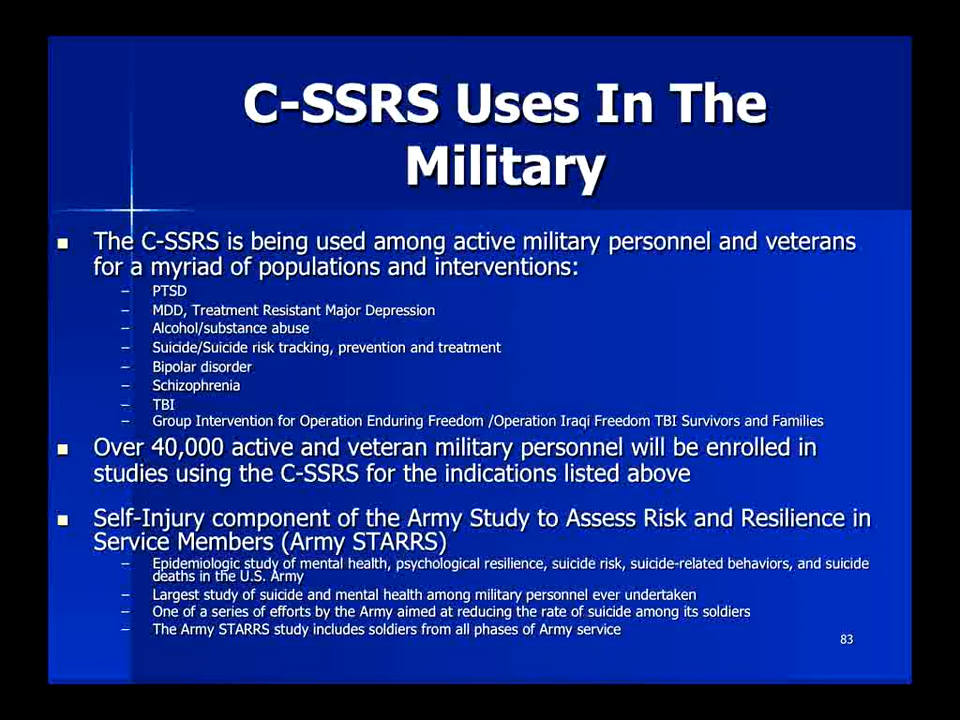 C-SSRS Uses In The
Military
■ The C-SSRS is being used among active military personnel and veterans
for a myriad of populations and interventions:
– PTSD
– MDD, Treatment Resistant Major Depression
– Alcohol/substance abuse
– Suicide/Suicide risk tracking, prevention and treatment
– Bipolar disorder
– Schizophrenia
– TBI
– Group Intervention for Operation Enduring Freedom /Operation Iraqi Freedom TBI Survivors and Families
■ Over 40,000 active and veteran military personnel will be enrolled in
studies using the C-SSRS for the indications listed above
■ Self-Injury component of the Army Study to Assess Risk and Resilience in
Service Members (Army STARRS)
– Epidemiologic study of mental health, psychological resilience, suicide risk, suicide-related behaviors, and suicide
deaths in the U.S. Army
– Largest study of suicide and mental health among military personnel ever undertaken
– One of a series of efforts by the Army aimed at reducing the rate of suicide among its soldiers
– The Army STARRS study includes soldiers from all phases of Army service
83